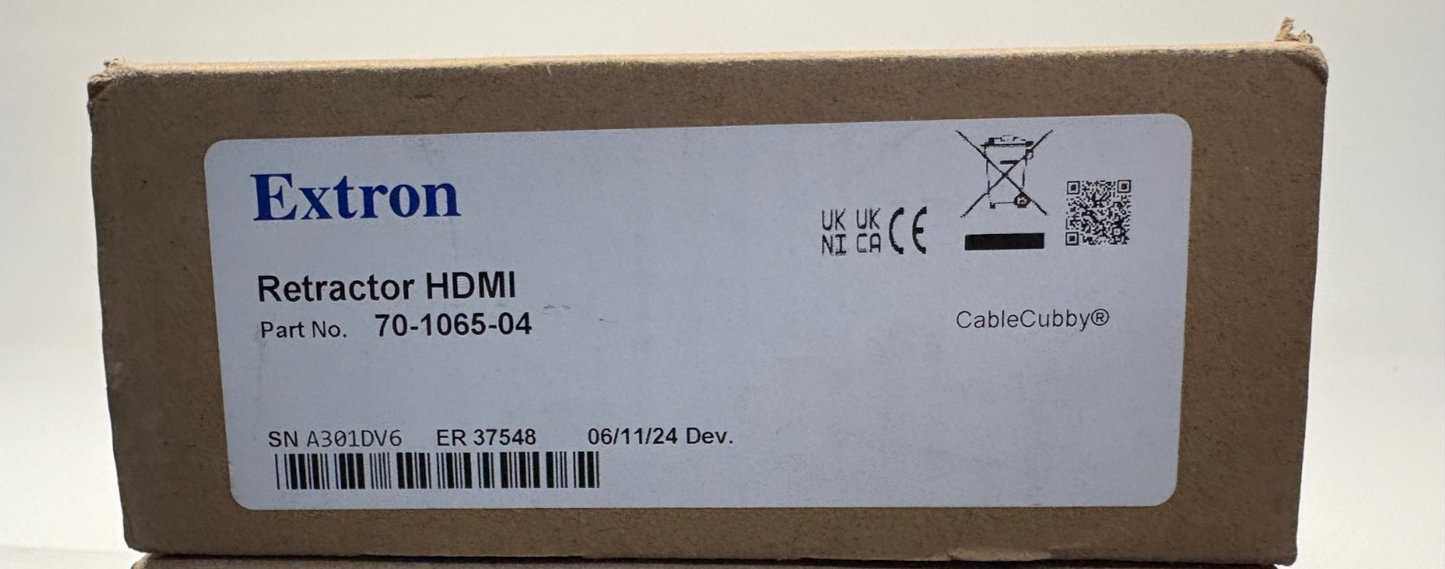 Extron
Retractor HDMI
Part No. 70-1065-04
UK UK CE
NI CA
CableCubby®
SN A301DV6 ER 37548 06/11/24 Dev.